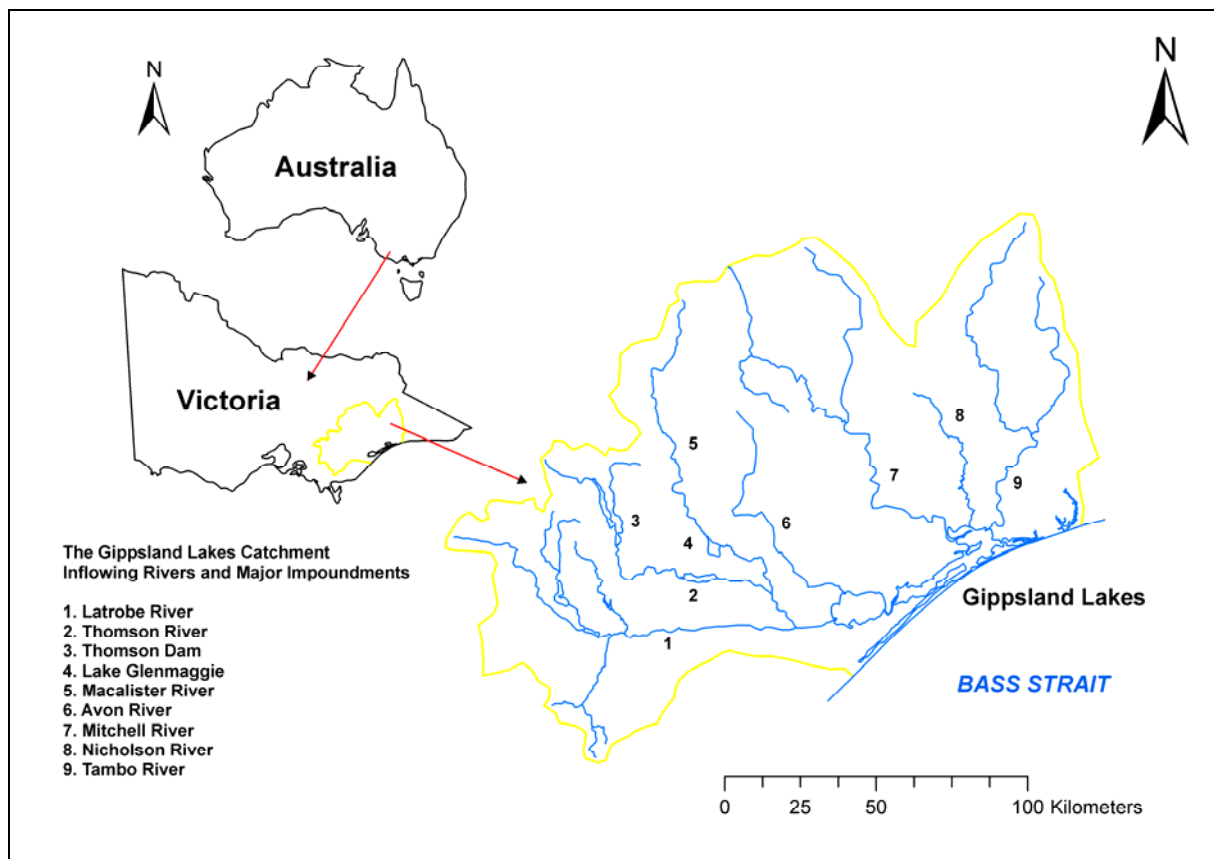 N
N
Australia
Victoria
8
5
7
9
3
6
4
2
1
The Gippsland Lakes Catchment
Inflowing Rivers and Major Impoundments
1. Latrobe River
2. Thomson River
3. Thomson Dam
4. Lake Glenmaggie
5. Macalister River
6. Avon River
7. Mitchell River
8. Nicholson River
9. Tambo River
Gippsland Lakes
BASS STRAIT
0 25 50 100 Kilometers